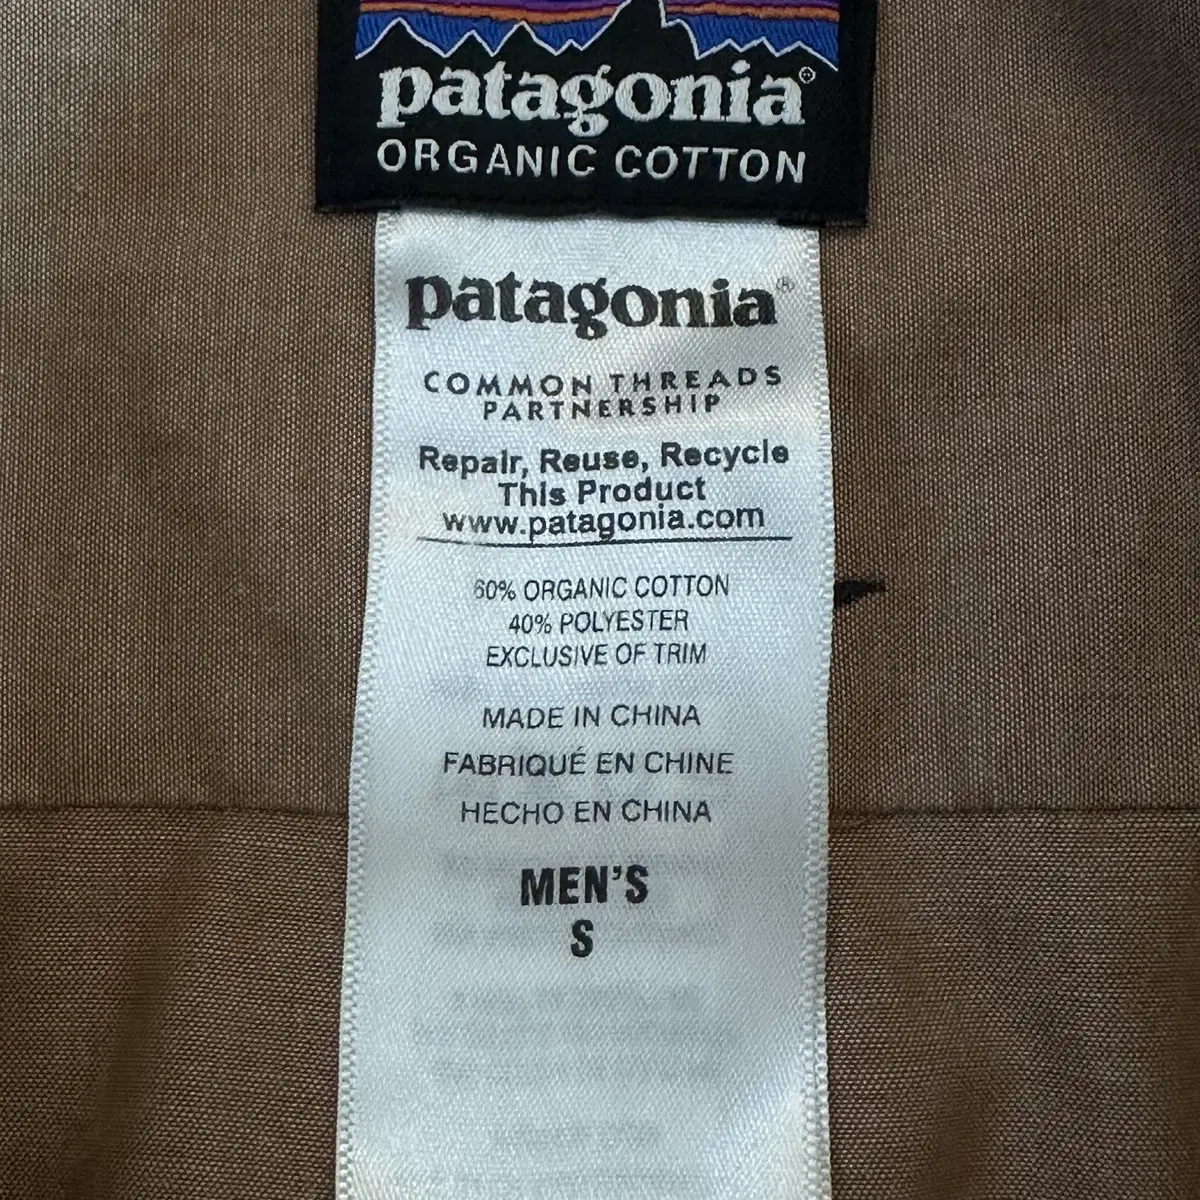 patagonia®
ORGANIC COTTON
patagonia®
COMMON THREADS
PARTNERSHIP
Repair, Reuse, Recycle
This Product
www.patagonia.com
60% ORGANIC COTTON
40% POLYESTER
EXCLUSIVE OF TRIM
MADE IN CHINA
FABRIQUÉ EN CHINE
HECHO EN CHINA
MEN'S
S